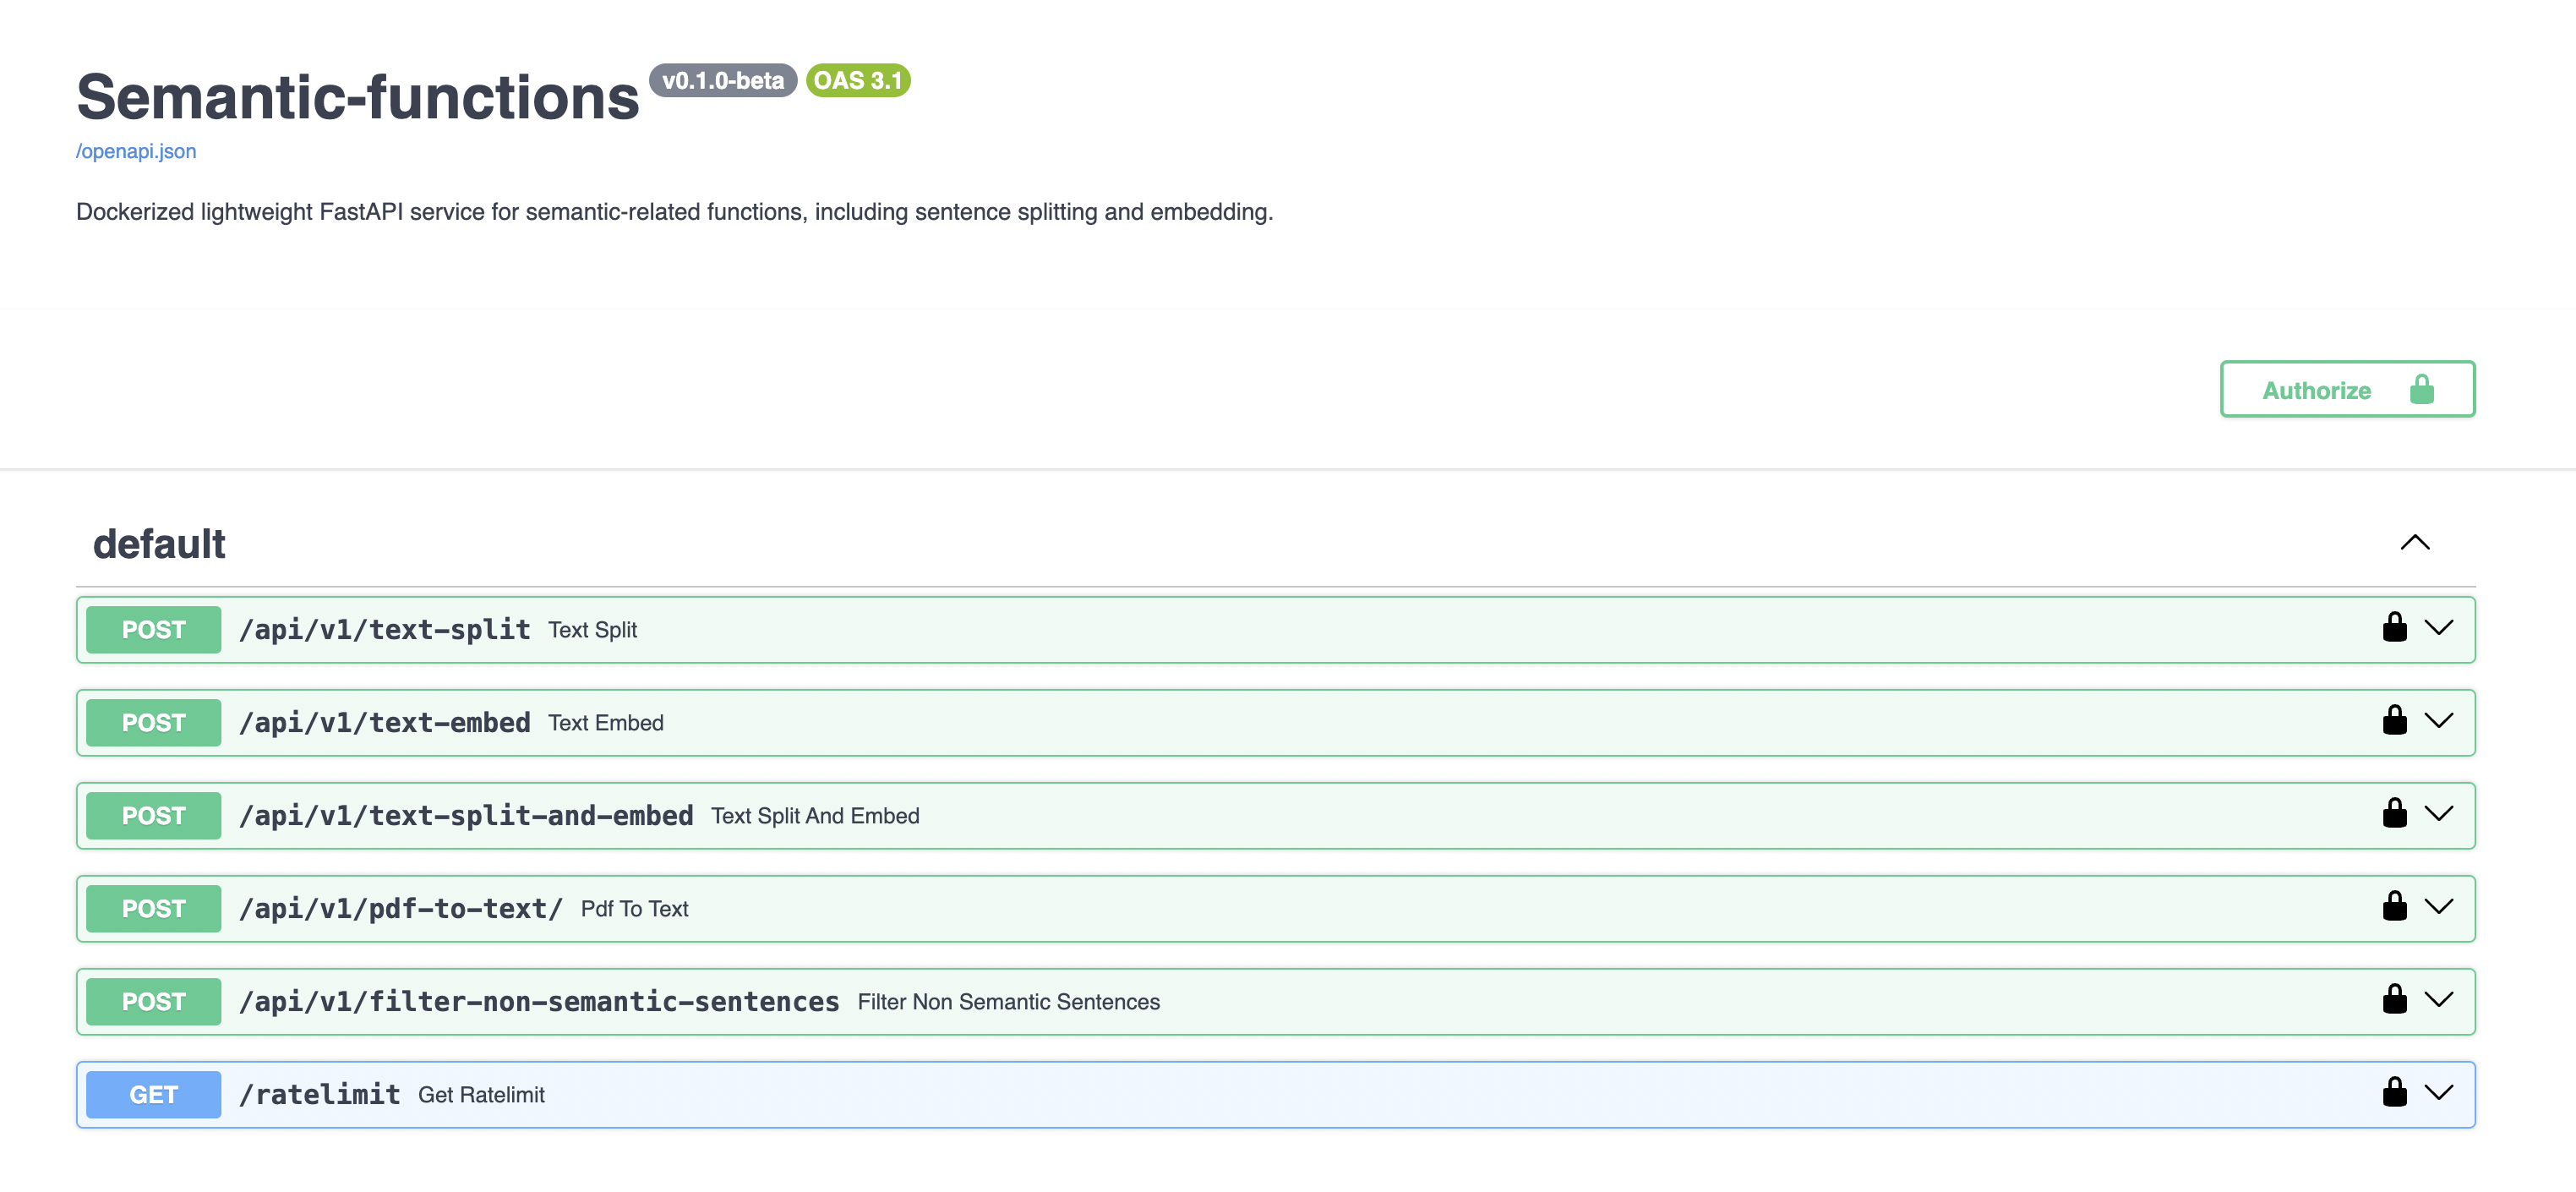 Semantic-functions v0.1.0-beta OAS 3.1
/openapi.json
Dockerized lightweight FastAPI service for semantic-related functions, including sentence splitting and embedding.
Authorize
default
POST /api/v1/text-split Text Split
POST /api/v1/text-embed Text Embed
POST /api/v1/text-split-and-embed Text Split And Embed
POST /api/v1/pdf-to-text/ Pdf To Text
POST /api/v1/filter-non-semantic-sentences Filter Non Semantic Sentences
GET /ratelimit Get Ratelimit